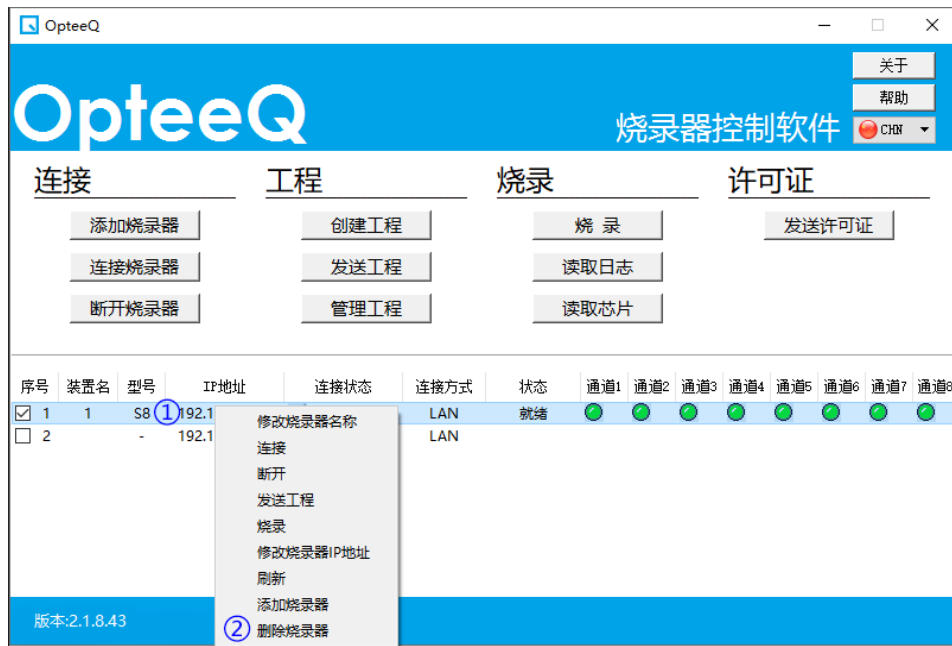 OpteeQ
关于
OpteeQ
烧录器控制软件
帮助
CHN
连接
工程
烧录
许可证
添加烧录器
创建工程
烧 录
发送许可证
连接烧录器
发送工程
读取日志
断开烧录器
管理工程
读取芯片
序号 装置名 型号 IP地址 连接状态 连接方式 状态 通道1 通道2 通道3 通道4 通道5 通道6 通道7 通道8
1 1 S8 ① 192.1 LAN 就绪
2 - 192.1 LAN
修改烧录器名称
连接
断开
发送工程
烧录
修改烧录器IP地址
刷新
添加烧录器
② 删除烧录器
版本:2.1.8.43